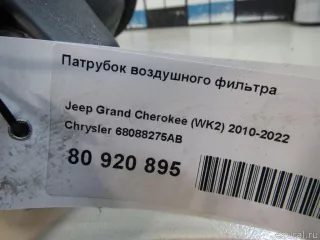 Патрубок воздушного фильтра
Jeep Grand Cherokee (WK2) 2010-2022
Chrysler 68088275AB
80 920 895